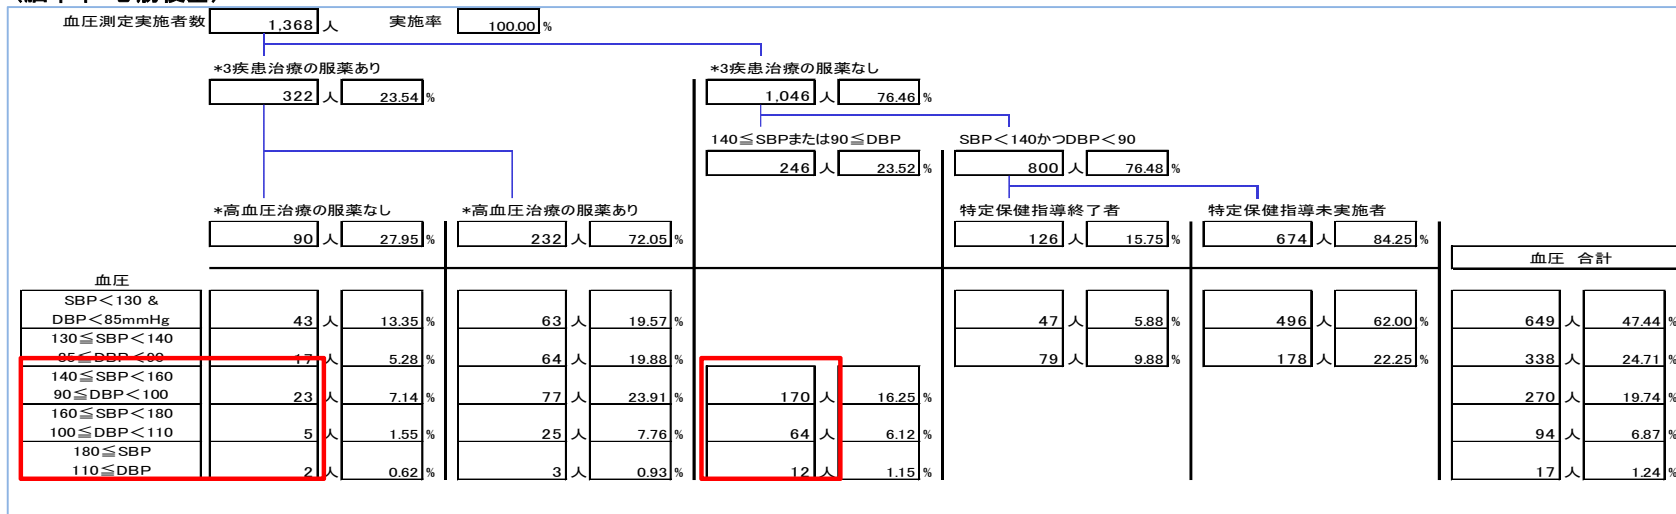 血圧測定実施者数 1,368 人 実施率 100.00 %
*3疾患治療の服薬あり *3疾患治療の服薬なし
322 人 23.54 % 1,046 人 76.46 %
140≦SBPまたは90≦DBP SBP<140かつDBP<90
246 人 23.52 % 800 人 76.48 %
*高血圧治療の服薬なし *高血圧治療の服薬あり 特定保健指導終了者 特定保健指導未実施者
90 人 27.95 % 232 人 72.05 % 126 人 15.75 % 674 人 84.25 %
血圧 合計
血圧
SBP<130 &
DBP<85mmHg 43 人 13.35 % 63 人 19.57 % 47 人 5.88 % 496 人 62.00 % 649 人 47.44 %
130≦SBP<140
85≦DBP<90 17 人 5.28 % 64 人 19.88 % 79 人 9.88 % 178 人 22.25 % 338 人 24.71 %
140≦SBP<160
90≦DBP<100 23 人 7.14 % 77 人 23.91 % 170 人 16.25 % 270 人 19.74 %
160≦SBP<180
100≦DBP<110 5 人 1.55 % 25 人 7.76 % 64 人 6.12 % 94 人 6.87 %
180≦SBP
110≦DBP 2 人 0.62 % 3 人 0.93 % 12 人 1.15 % 17 人 1.24 %